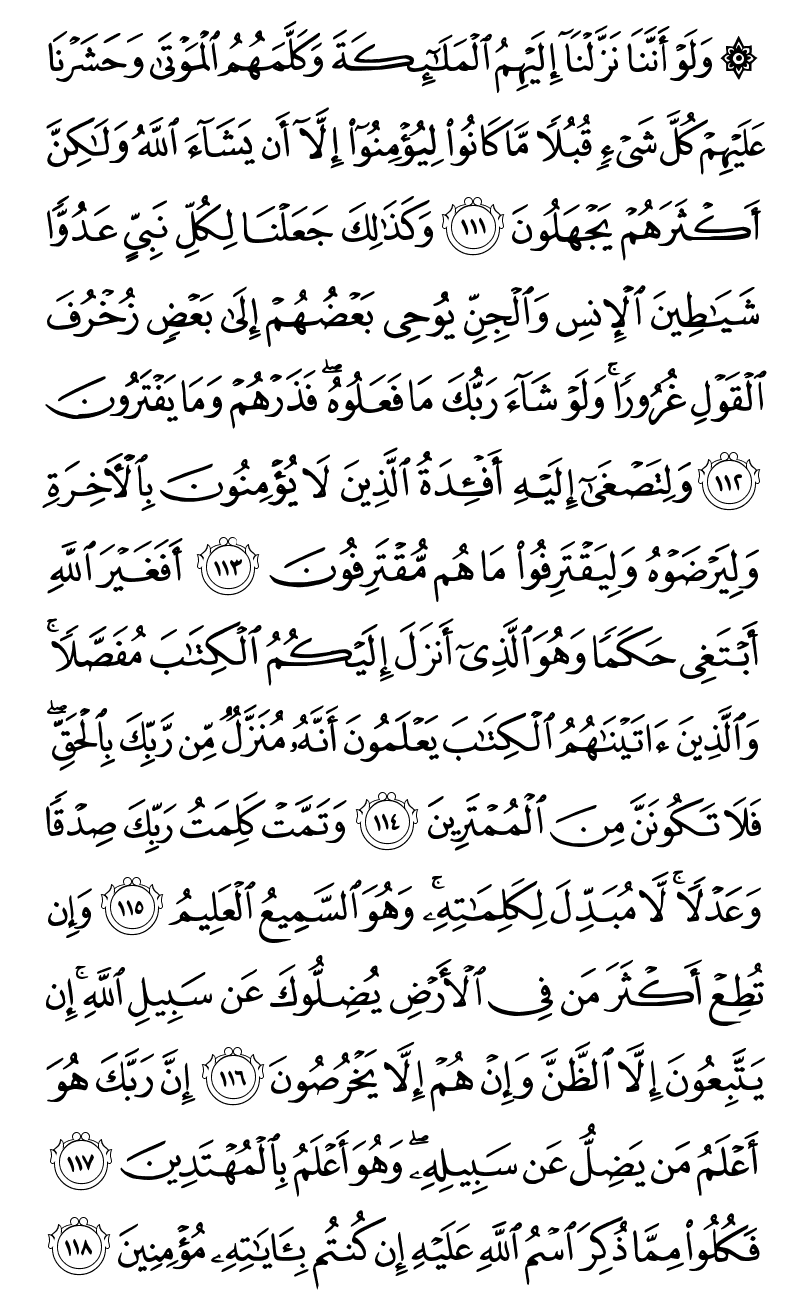 ۞ وَلَوْ أَنَّنَا نَزَّلْنَآ إِلَيْهِمُ ٱلْمَلَٰٓئِكَةَ وَكَلَّمَهُمُ ٱلْمَوْتَىٰ وَحَشَرْنَا
عَلَيْهِمْ كُلَّ شَىْءٍ قُبُلًا مَّا كَانُوا۟ لِيُؤْمِنُوٓا۟ إِلَّآ أَن يَشَآءَ ٱللَّهُ وَلَٰكِنَّ
أَكْثَرَهُمْ يَجْهَلُونَ ١١١ وَكَذَٰلِكَ جَعَلْنَا لِكُلِّ نَبِىٍّ عَدُوًّا
شَيَٰطِينَ ٱلْإِنسِ وَٱلْجِنِّ يُوحِى بَعْضُهُمْ إِلَىٰ بَعْضٍ زُخْرُفَ
ٱلْقَوْلِ غُرُورًا ۚ وَلَوْ شَآءَ رَبُّكَ مَا فَعَلُوهُ ۖ فَذَرْهُمْ وَمَا يَفْتَرُونَ
١١٢ وَلِتَصْغَىٰٓ إِلَيْهِ أَفْـِٔدَةُ ٱلَّذِينَ لَا يُؤْمِنُونَ بِٱلْـَٔاخِرَةِ
وَلِيَرْضَوْهُ وَلِيَقْتَرِفُوا۟ مَا هُم مُّقْتَرِفُونَ ١١٣ أَفَغَيْرَ ٱللَّهِ
أَبْتَغِى حَكَمًا وَهُوَ ٱلَّذِىٓ أَنزَلَ إِلَيْكُمُ ٱلْكِتَٰبَ مُفَصَّلًا ۚ
وَٱلَّذِينَ ءَاتَيْنَٰهُمُ ٱلْكِتَٰبَ يَعْلَمُونَ أَنَّهُۥ مُنَزَّلٌ مِّن رَّبِّكَ بِٱلْحَقِّ ۖ
فَلَا تَكُونَنَّ مِنَ ٱلْمُمْتَرِينَ ١١٤ وَتَمَّتْ كَلِمَتُ رَبِّكَ صِدْقًا
وَعَدْلًا ۚ لَّا مُبَدِّلَ لِكَلِمَٰتِهِۦ ۚ وَهُوَ ٱلسَّمِيعُ ٱلْعَلِيمُ ١١٥ وَإِن
تُطِعْ أَكْثَرَ مَن فِى ٱلْأَرْضِ يُضِلُّوكَ عَن سَبِيلِ ٱللَّهِ ۚ إِن
يَتَّبِعُونَ إِلَّا ٱلظَّنَّ وَإِنْ هُمْ إِلَّا يَخْرُصُونَ ١١٦ إِنَّ رَبَّكَ هُوَ
أَعْلَمُ مَن يَضِلُّ عَن سَبِيلِهِۦ ۖ وَهُوَ أَعْلَمُ بِٱلْمُهْتَدِينَ ١١٧
فَكُلُوا۟ مِمَّا ذُكِرَ ٱسْمُ ٱللَّهِ عَلَيْهِ إِن كُنتُم بِـَٔايَٰتِهِۦ مُؤْمِنِينَ ١١٨